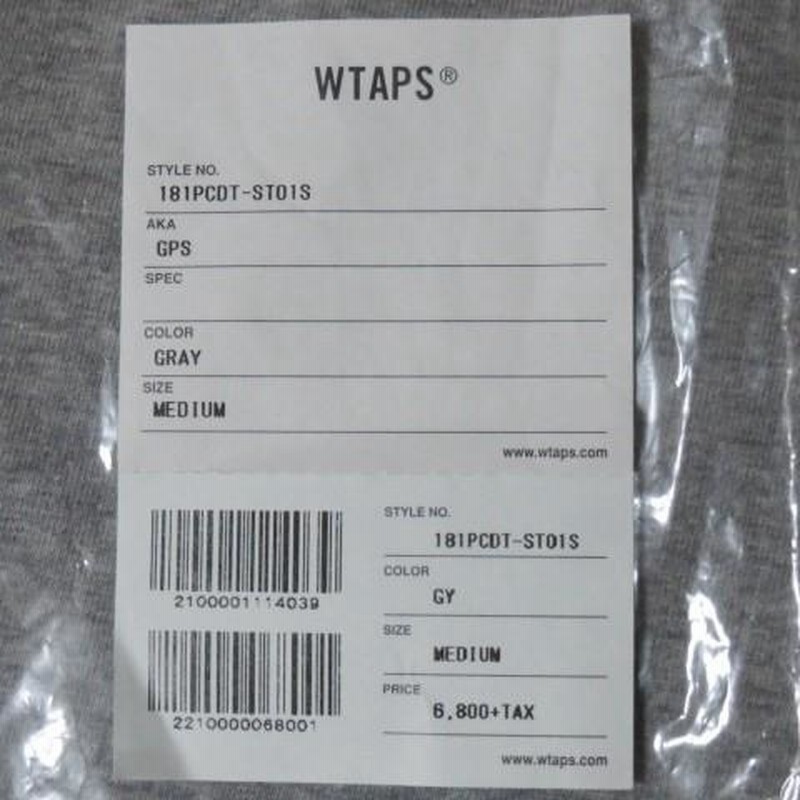 WTAPS®
STYLE NO.
181PCDT-ST01S
AKA
GPS
SPEC
COLOR
GRAY
SIZE
MEDIUM
www.wtaps.com
2100001114039
2210000068001
STYLE NO.
181PCDT-ST01S
COLOR
GY
SIZE
MEDIUM
PRICE
6,800+TAX
www.wtaps.com